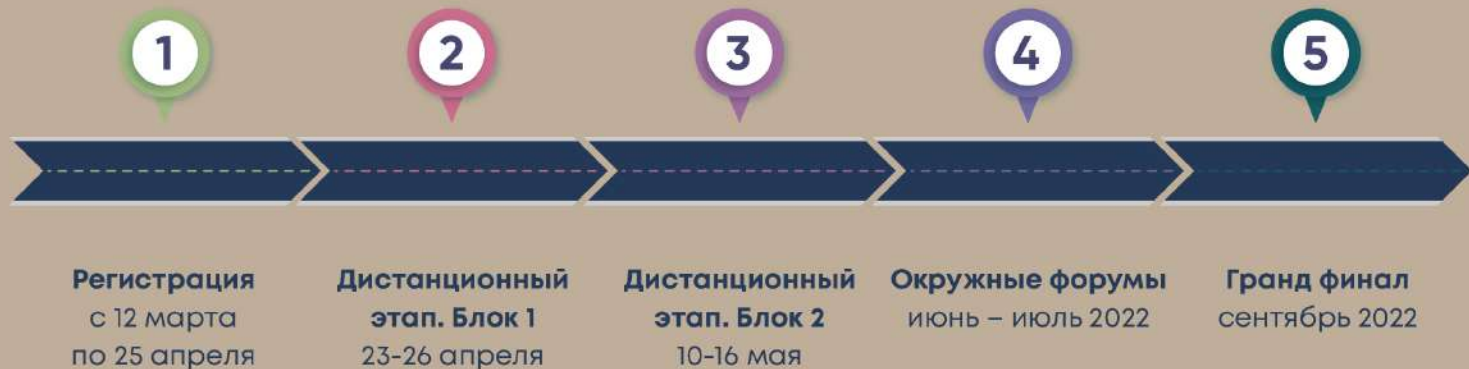 1
2
3
4
5
Регистрация
с 12 марта
по 25 апреля
Дистанционный
этап. Блок 1
23-26 апреля
Дистанционный
этап. Блок 2
10-16 мая
Окружные форумы
июнь – июль 2022
Гранд финал
сентябрь 2022